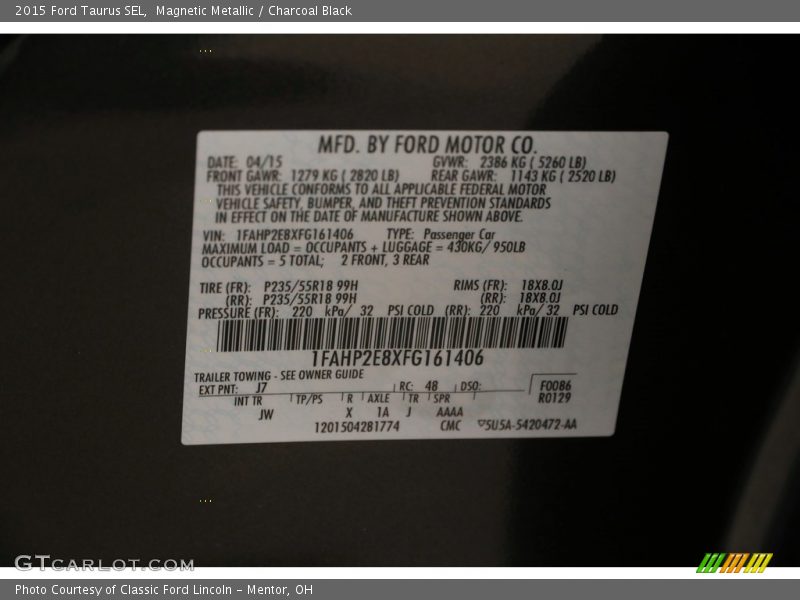 2015 Ford Taurus SEL, Magnetic Metallic / Charcoal Black
MFD. BY FORD MOTOR CO.
DATE: 04/15 GVWR: 2386 KG ( 5260 LB)
FRONT GAWR: 1279 KG ( 2820 LB) REAR GAWR: 1143 KG ( 2520 LB)
THIS VEHICLE CONFORMS TO ALL APPLICABLE FEDERAL MOTOR
VEHICLE SAFETY, BUMPER, AND THEFT PREVENTION STANDARDS
IN EFFECT ON THE DATE OF MANUFACTURE SHOWN ABOVE.
VIN: 1FAHP2E8XFG161406 TYPE: Passenger Car
MAXIMUM LOAD = OCCUPANTS + LUGGAGE = 430KG/ 950LB
OCCUPANTS = 5 TOTAL; 2 FRONT, 3 REAR
TIRE (FR): P235/55R18 99H RIMS (FR): 18X8.0J
(RR): P235/55R18 99H (RR): 18X8.0J
PRESSURE (FR): 220 kPa/ 32 PSI COLD (RR): 220 kPa/ 32 PSI COLD
1FAHP2E8XFG161406
TRAILER TOWING - SEE OWNER GUIDE
EXT PNT: J7 RC: 48 DSO: F0086
INT TR TP/PS R AXLE TR SPR R0129
JW X 1A J AAAA
1201504281774 CMC 5U5A-5420472-AA
GTCARLOT.COM
Photo Courtesy of Classic Ford Lincoln - Mentor, OH